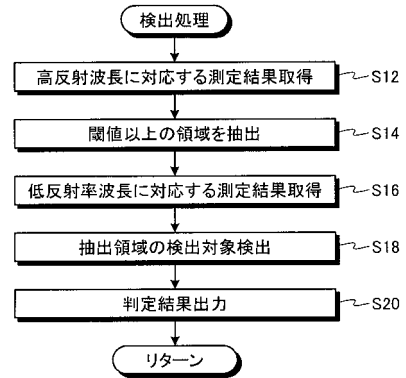 検出処理
高反射波長に対応する測定結果取得 S12
閾値以上の領域を抽出 S14
低反射率波長に対応する測定結果取得 S16
抽出領域の検出対象検出 S18
判定結果出力 S20
リターン